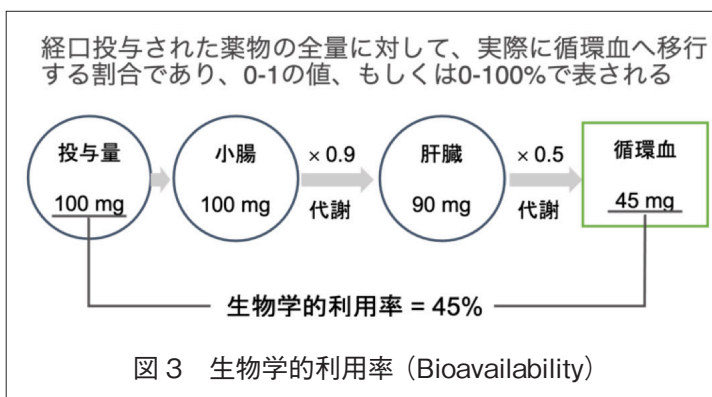 経口投与された薬物の全量に対して、実際に循環血へ移行
する割合であり、0-1の値、もしくは0-100%で表される
投与量
100 mg
小腸
100 mg
× 0.9
代謝
肝臓
90 mg
× 0.5
代謝
循環血
45 mg
生物学的利用率 = 45%
図 3 生物学的利用率（Bioavailability）